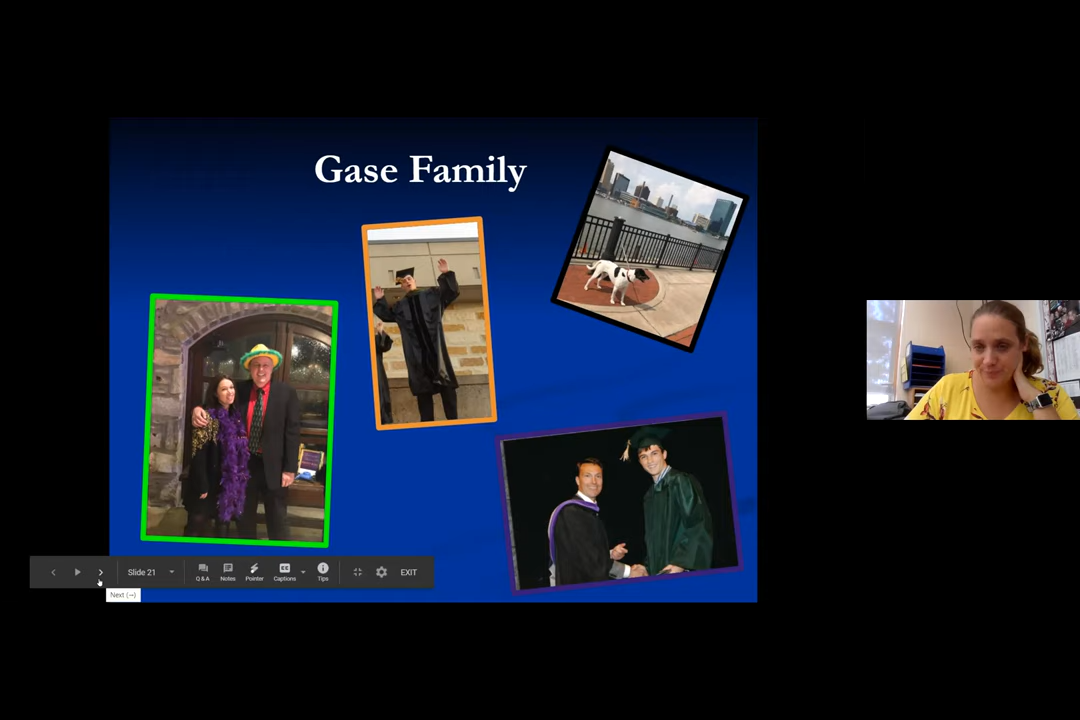 Gase Family
Slide 21
Q&A
Notes
Pointer
Captions
Tips
EXIT
Next (→)